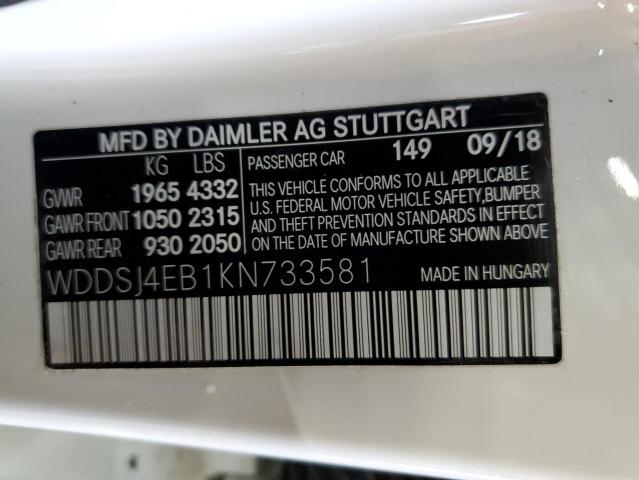 MFD BY DAIMLER AG STUTTGART
KG LBS PASSENGER CAR 149 09/18
GVWR 1965 4332
GAWR FRONT 1050 2315
GAWR REAR 930 2050
THIS VEHICLE CONFORMS TO ALL APPLICABLE
U.S. FEDERAL MOTOR VEHICLE SAFETY, BUMPER
AND THEFT PREVENTION STANDARDS IN EFFECT
ON THE DATE OF MANUFACTURE SHOWN ABOVE
WDDSJ4EB1KN733581 MADE IN HUNGARY